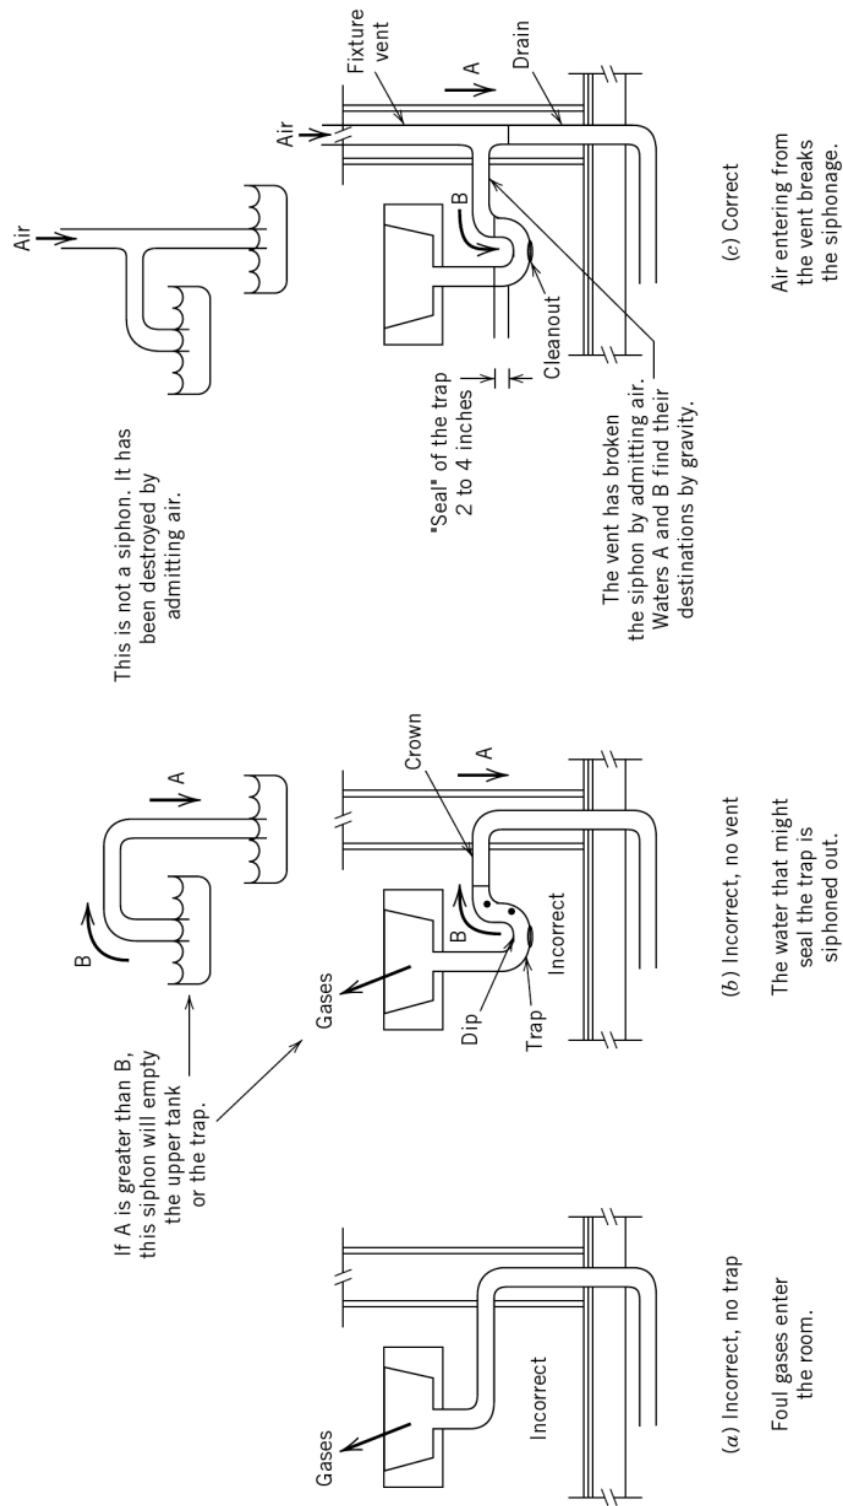 Gases
Incorrect
(a) Incorrect, no trap
Foul gases enter
the room.
If A is greater than B,
this siphon will empty
the upper tank
or the trap.
B
A
Gases
B
Crown
A
Dip
Trap
Incorrect
(b) Incorrect, no vent
The water that might
seal the trap is
siphoned out.
This is not a siphon. It has
been destroyed by
admitting air.
Air
Air
Fixture
vent
A
B
Drain
"Seal" of the trap
2 to 4 inches
Cleanout
The vent has broken
the siphon by admitting air.
Waters A and B find their
destinations by gravity.
(c) Correct
Air entering from
the vent breaks
the siphonage.